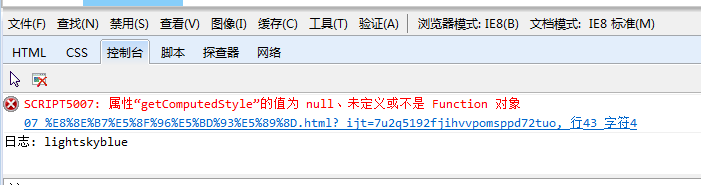 文件(F) 查找(N) 禁用(S) 查看(V) 图像(I) 缓存(C) 工具(T) 验证(A) 浏览器模式: IE8(B) 文档模式: IE8 标准(M)
HTML CSS 控制台 脚本 探查器 网络
SCRIPT5007: 属性“getComputedStyle”的值为 null、未定义或不是 Function 对象
07_%E8%8E%B7%E5%8F%96%E5%BD%93%E5%89%8D.html?_ijt=7u2q5192fjihvvpomsppd72tuo, 行43 字符4
日志: lightskyblue